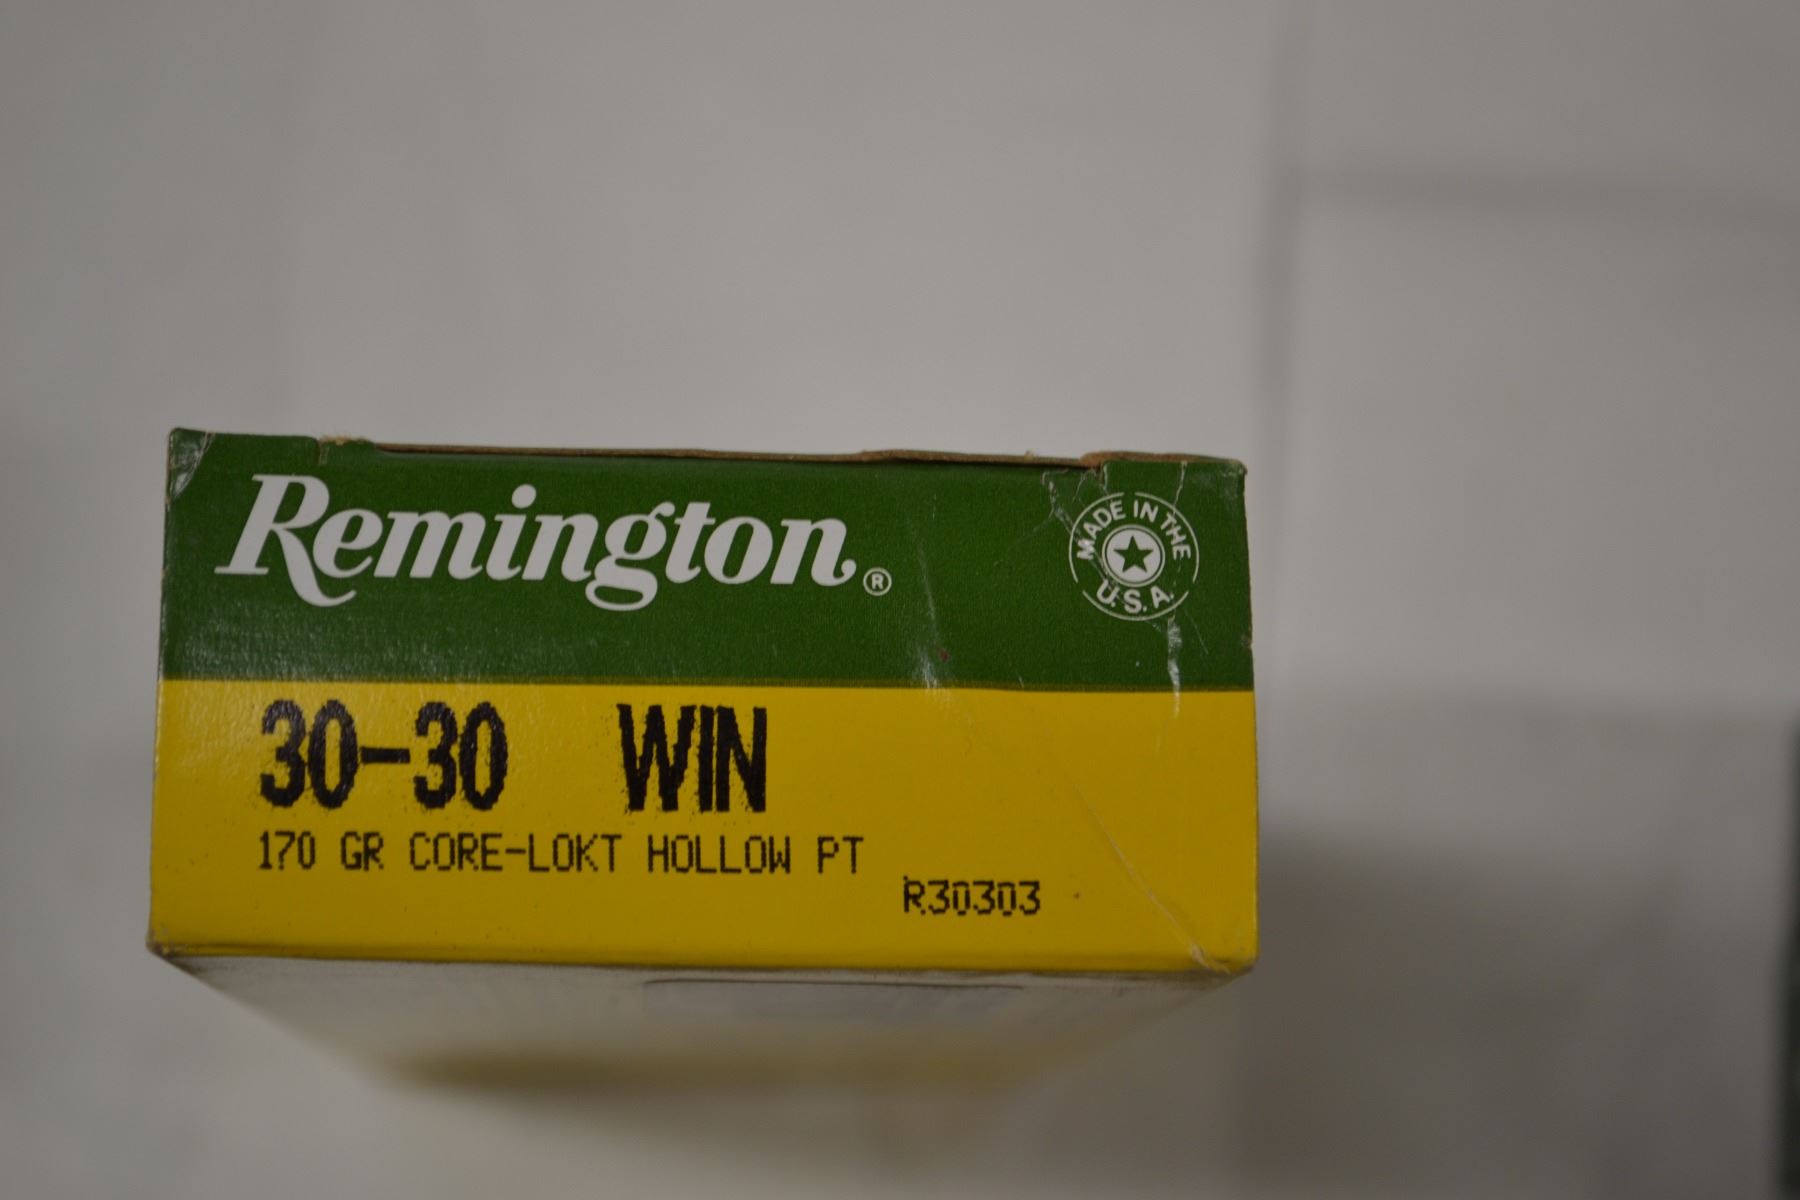 Remington®
MADE IN THE
U.S.A.
30-30 WIN
170 GR CORE-LOKT HOLLOW PT
R30303